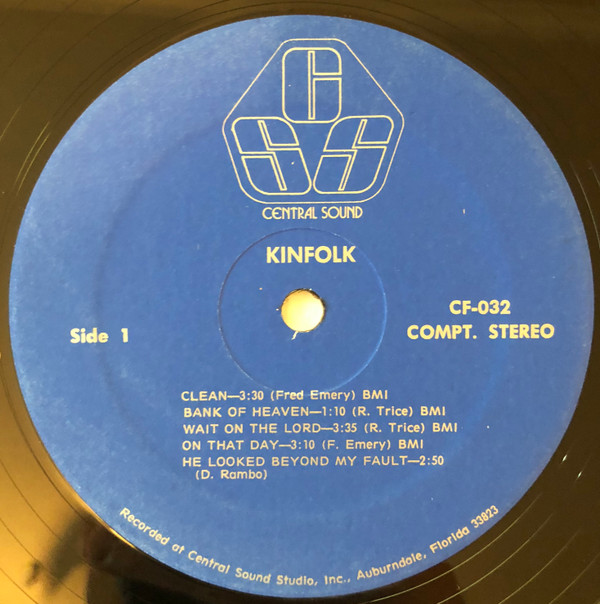 CSS
CENTRAL SOUND
KINFOLK
Side 1
CF-032
COMPT. STEREO
CLEAN—3:30 (Fred Emery) BMI
BANK OF HEAVEN—1:10 (R. Trice) BMI
WAIT ON THE LORD—3:35 (R. Trice) BMI
ON THAT DAY—3:10 (F. Emery) BMI
HE LOOKED BEYOND MY FAULT—2:50
(D. Rambo)
Recorded at Central Sound Studio, Inc., Auburndale, Florida 33823